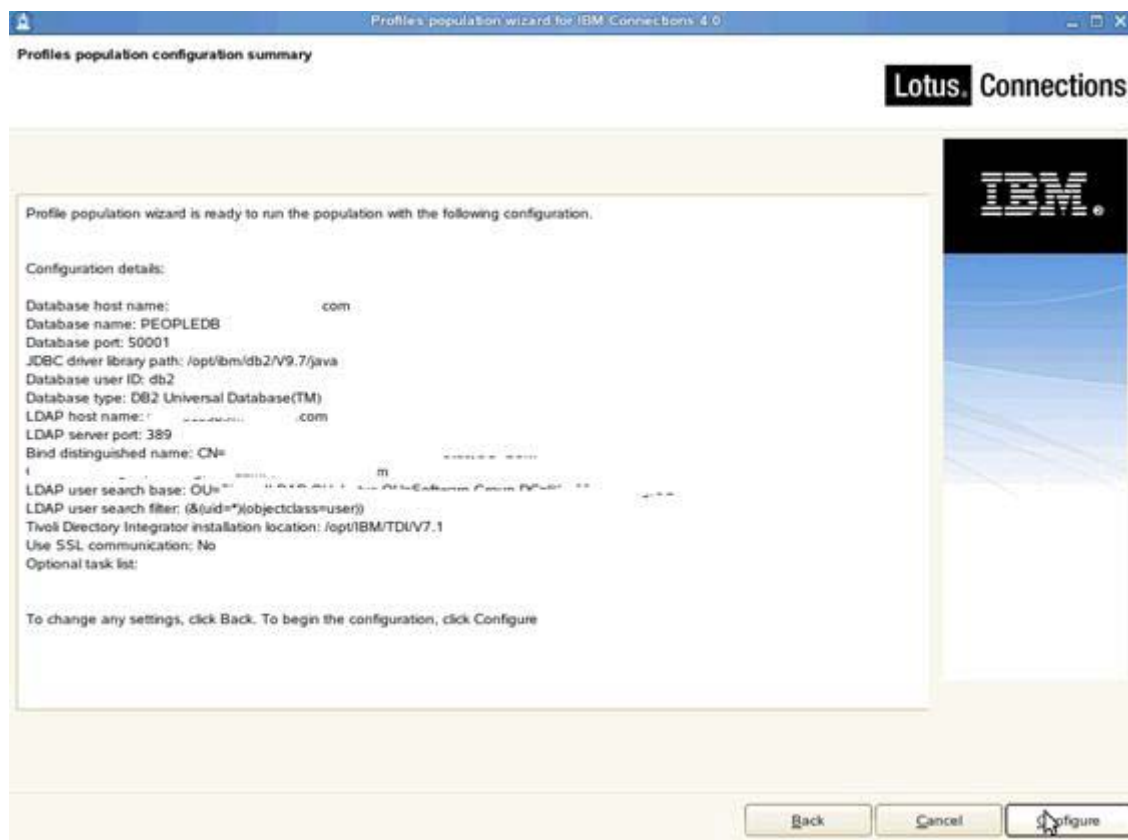 Profiles population wizard for IBM Connections 4.0
Profiles population configuration summary
Lotus. Connections
IBM.
Profile population wizard is ready to run the population with the following configuration.
Configuration details:
Database host name: com
Database name: PEOPLEDB
Database port: 50001
JDBC driver library path: /opt/ibm/db2/V9.7/java
Database user ID: db2
Database type: DB2 Universal Database(TM)
LDAP host name: .com
LDAP server port: 389
Bind distinguished name: CN=
m
LDAP user search base: OU=
LDAP user search filter: (&(uid=*)(objectclass=user))
Tivoli Directory Integrator installation location: /opt/IBM/TDI/V7.1
Use SSL communication: No
Optional task list:
To change any settings, click Back. To begin the configuration, click Configure
Back Cancel Configure